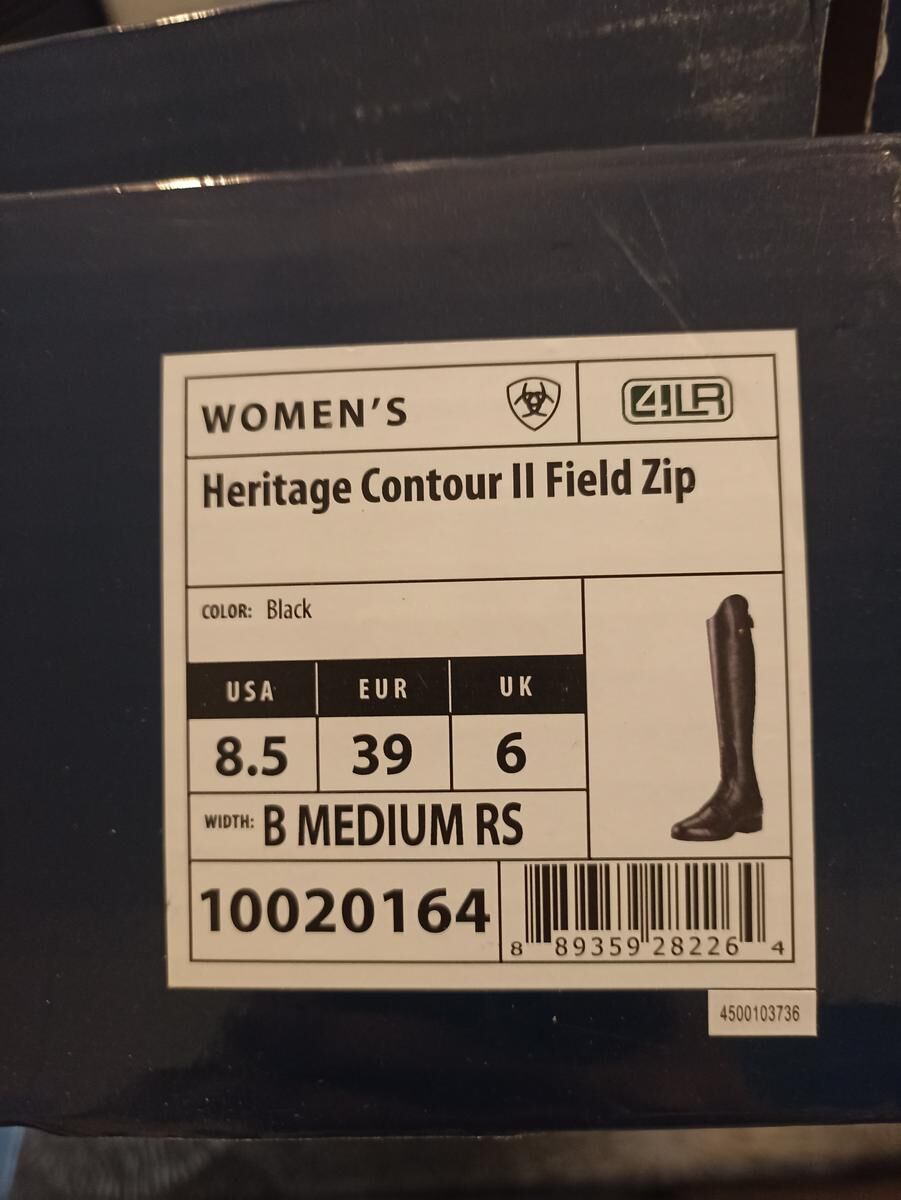 WOMEN'S
4LR
Heritage Contour II Field Zip
COLOR: Black
USA EUR UK
8.5 39 6
WIDTH: B MEDIUM RS
10020164
8 89359 28226 4
4500103736